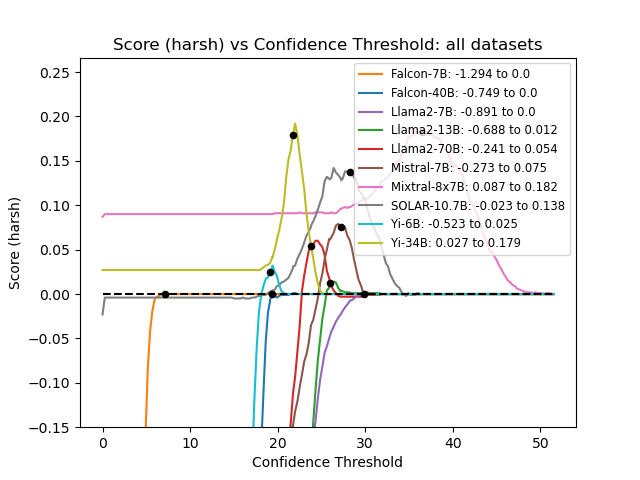 Score (harsh) vs Confidence Threshold: all datasets
Score (harsh)
0.25
0.20
0.15
0.10
0.05
0.00
−0.05
−0.10
−0.15
Falcon-7B: -1.294 to 0.0
Falcon-40B: -0.749 to 0.0
Llama2-7B: -0.891 to 0.0
Llama2-13B: -0.688 to 0.012
Llama2-70B: -0.241 to 0.054
Mistral-7B: -0.273 to 0.075
Mixtral-8x7B: 0.087 to 0.182
SOLAR-10.7B: -0.023 to 0.138
Yi-6B: -0.523 to 0.025
Yi-34B: 0.027 to 0.179
0 10 20 30 40 50
Confidence Threshold